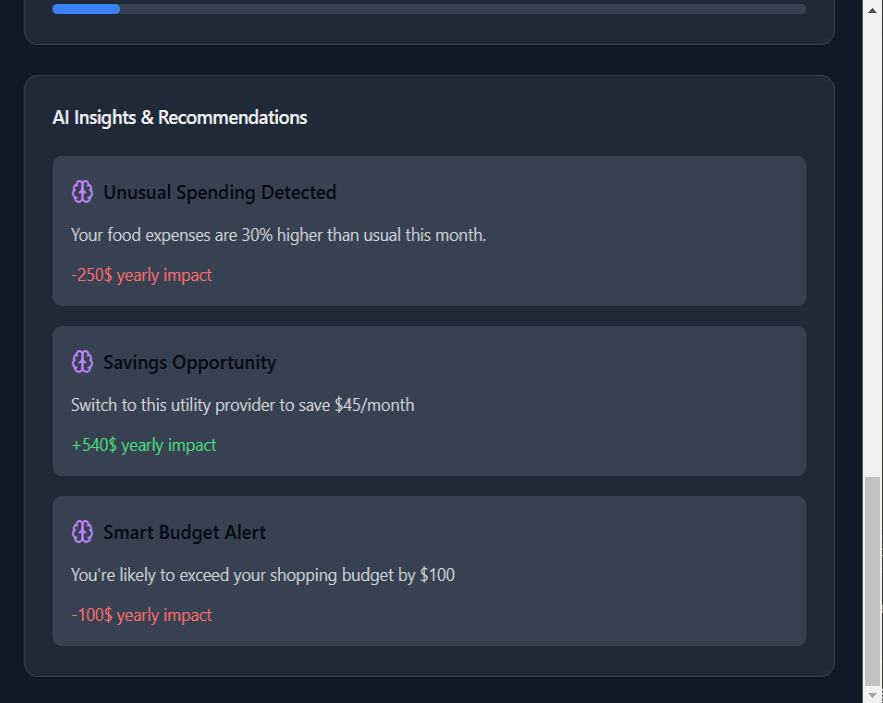 AI Insights & Recommendations
Unusual Spending Detected
Your food expenses are 30% higher than usual this month.
-250$ yearly impact
Savings Opportunity
Switch to this utility provider to save $45/month
+540$ yearly impact
Smart Budget Alert
You're likely to exceed your shopping budget by $100
-100$ yearly impact